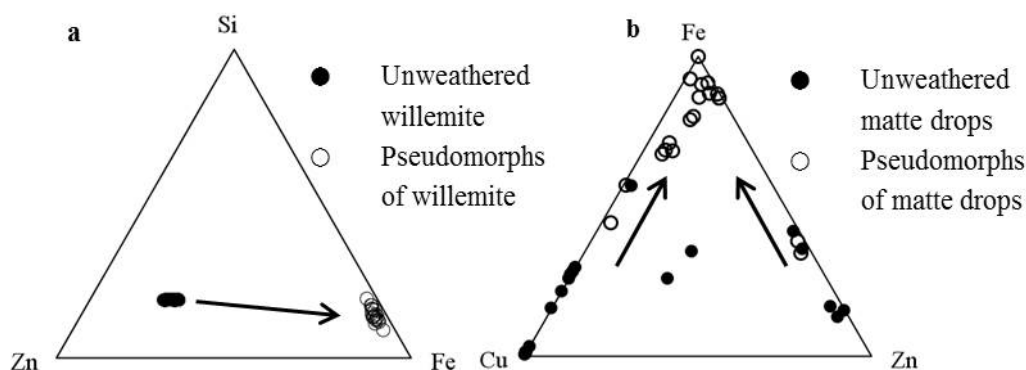 a
Si
Unweathered
willemite
Pseudomorphs
of willemite
Zn
Fe
b
Fe
Unweathered
matte drops
Pseudomorphs
of matte drops
Cu
Zn